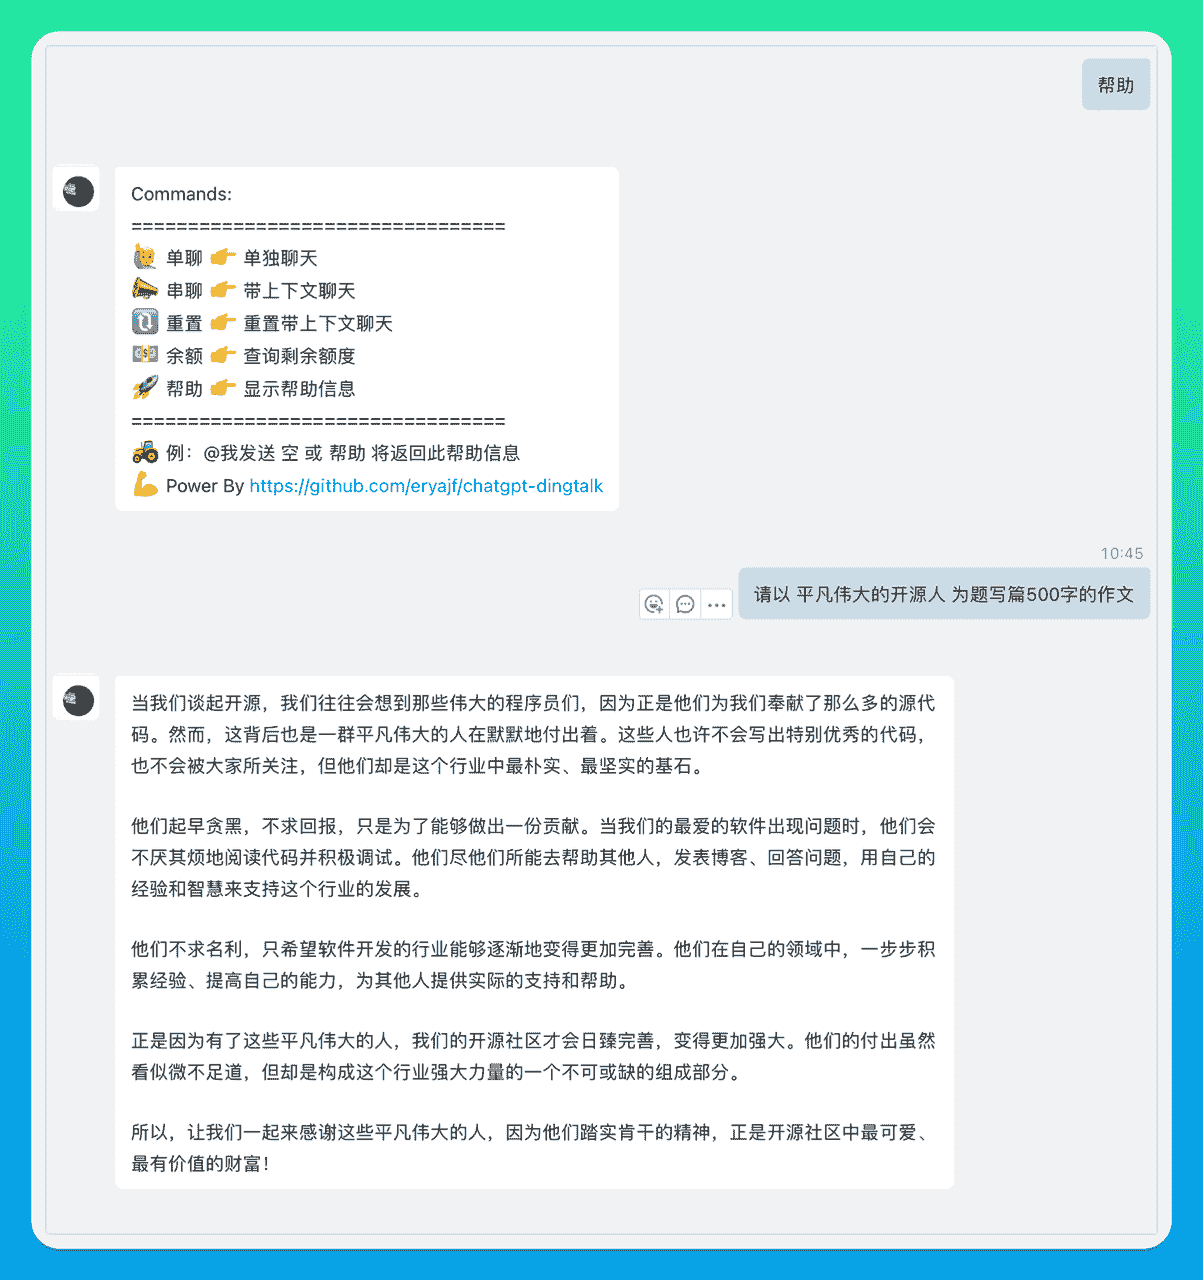 帮助
Commands:
=================================
🙋 单聊 👉 单独聊天
📣 串聊 👉 带上下文聊天
🔃 重置 👉 重置带上下文聊天
💵 余额 👉 查询剩余额度
🚀 帮助 👉 显示帮助信息
=================================
🚜 例：@我发送 空 或 帮助 将返回此帮助信息
💪 Power By https://github.com/eryajf/chatgpt-dingtalk
10:45
请以 平凡伟大的开源人 为题写篇500字的作文
当我们谈起开源，我们往往会想到那些伟大的程序员们，因为正是他们为我们奉献了那么多的源代
码。然而，这背后也是一群平凡伟大的人在默默地付出着。这些人也许不会写出特别优秀的代码，
也不会被大家所关注，但他们却是这个行业中最朴实、最坚实的基石。
他们起早贪黑，不求回报，只是为了能够做出一份贡献。当我们的最爱的软件出现问题时，他们会
不厌其烦地阅读代码并积极调试。他们尽他们所能去帮助其他人，发表博客、回答问题，用自己的
经验和智慧来支持这个行业的发展。
他们不求名利，只希望软件开发的行业能够逐渐地变得更加完善。他们在自己的领域中，一步步积
累经验、提高自己的能力，为其他人提供实际的支持和帮助。
正是因为有了这些平凡伟大的人，我们的开源社区才会日臻完善，变得更加强大。他们的付出虽然
看似微不足道，但却是构成这个行业强大力量的一个不可或缺的组成部分。
所以，让我们一起来感谢这些平凡伟大的人，因为他们踏实肯干的精神，正是开源社区中最可爱、
最有价值的财富！